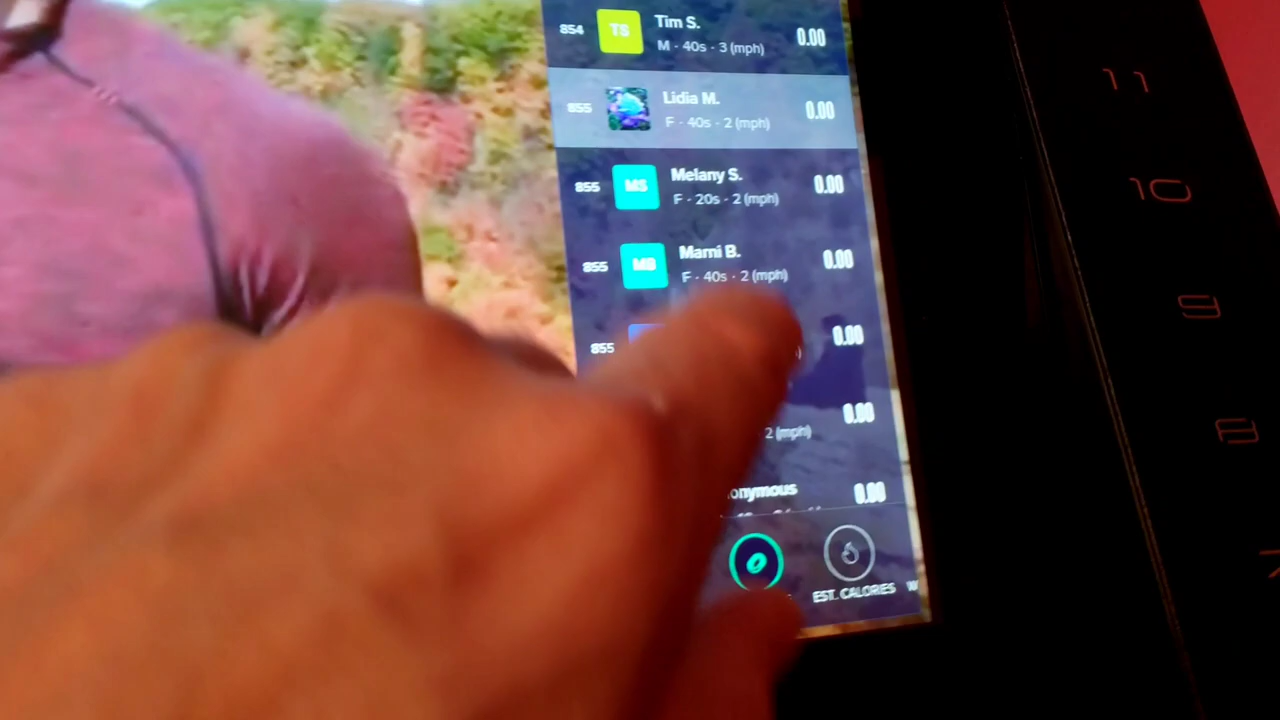 854 TS Tim S. 0.00
M - 40s - 3 (mph)
855 Lidia M. 0.00
F - 40s - 2 (mph)
855 MS Melany S. 0.00
F - 20s - 2 (mph)
855 MB Marni B. 0.00
F - 40s - 2 (mph)
855 0.00
0.00
2 (mph)
onymous 0.00
EST. CALORIES W
11
10
9
8